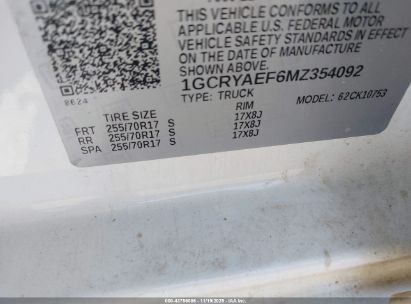 THIS VEHICLE CONFORMS TO ALL
APPLICABLE U.S. FEDERAL MOTOR
VEHICLE SAFETY STANDARDS IN EFFECT
ON THE DATE OF MANUFACTURE
SHOWN ABOVE.
1GCRYAEF6MZ354092
TYPE: TRUCK MODEL: 62CK10753
8624
TIRE SIZE RIM
FRT 255/70R17 S 17X8J
RR 255/70R17 S 17X8J
SPA 255/70R17 S 17X8J